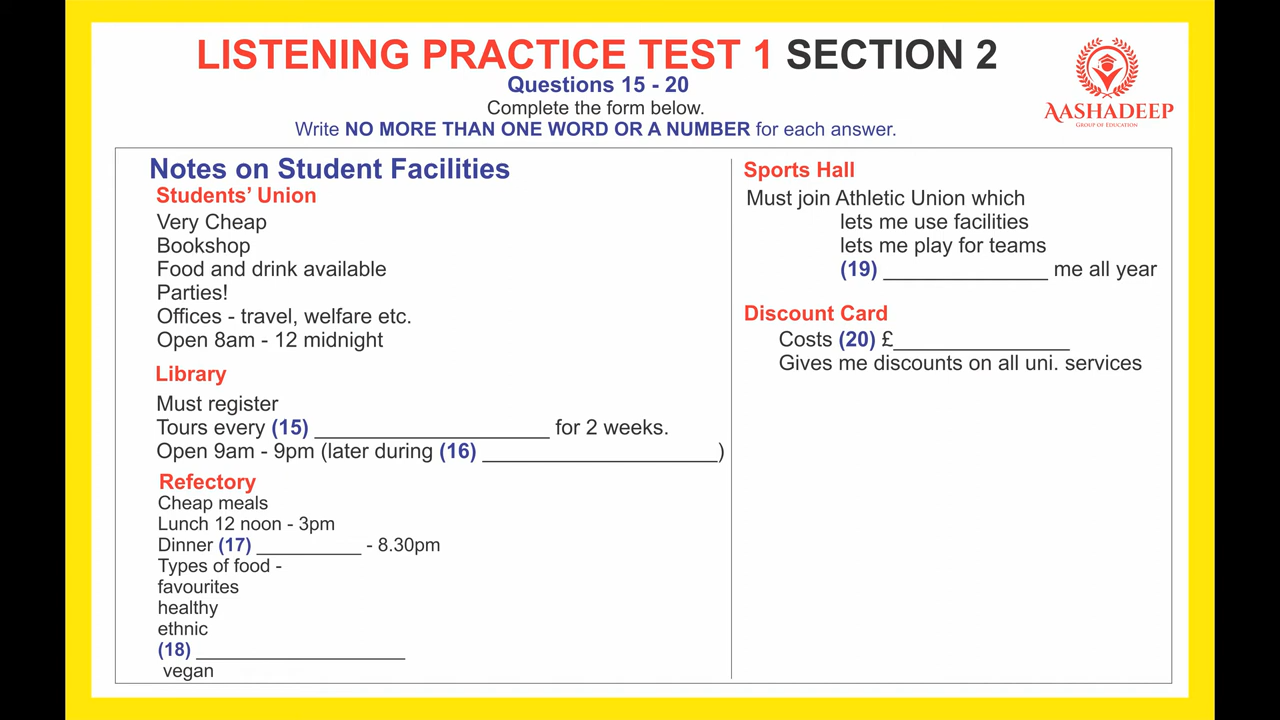 LISTENING PRACTICE TEST 1 SECTION 2
Questions 15 - 20
Complete the form below.
Write NO MORE THAN ONE WORD OR A NUMBER for each answer.
AASHADEEP
GROUP OF EDUCATION
Notes on Student Facilities
Students’ Union
Very Cheap
Bookshop
Food and drink available
Parties!
Offices - travel, welfare etc.
Open 8am - 12 midnight
Library
Must register
Tours every (15) ____________________ for 2 weeks.
Open 9am - 9pm (later during (16) ____________________)
Refectory
Cheap meals
Lunch 12 noon - 3pm
Dinner (17) __________ - 8.30pm
Types of food -
favourites
healthy
ethnic
(18) ____________________
vegan
Sports Hall
Must join Athletic Union which
lets me use facilities
lets me play for teams
(19) ______________ me all year
Discount Card
Costs (20) £_______________
Gives me discounts on all uni. services